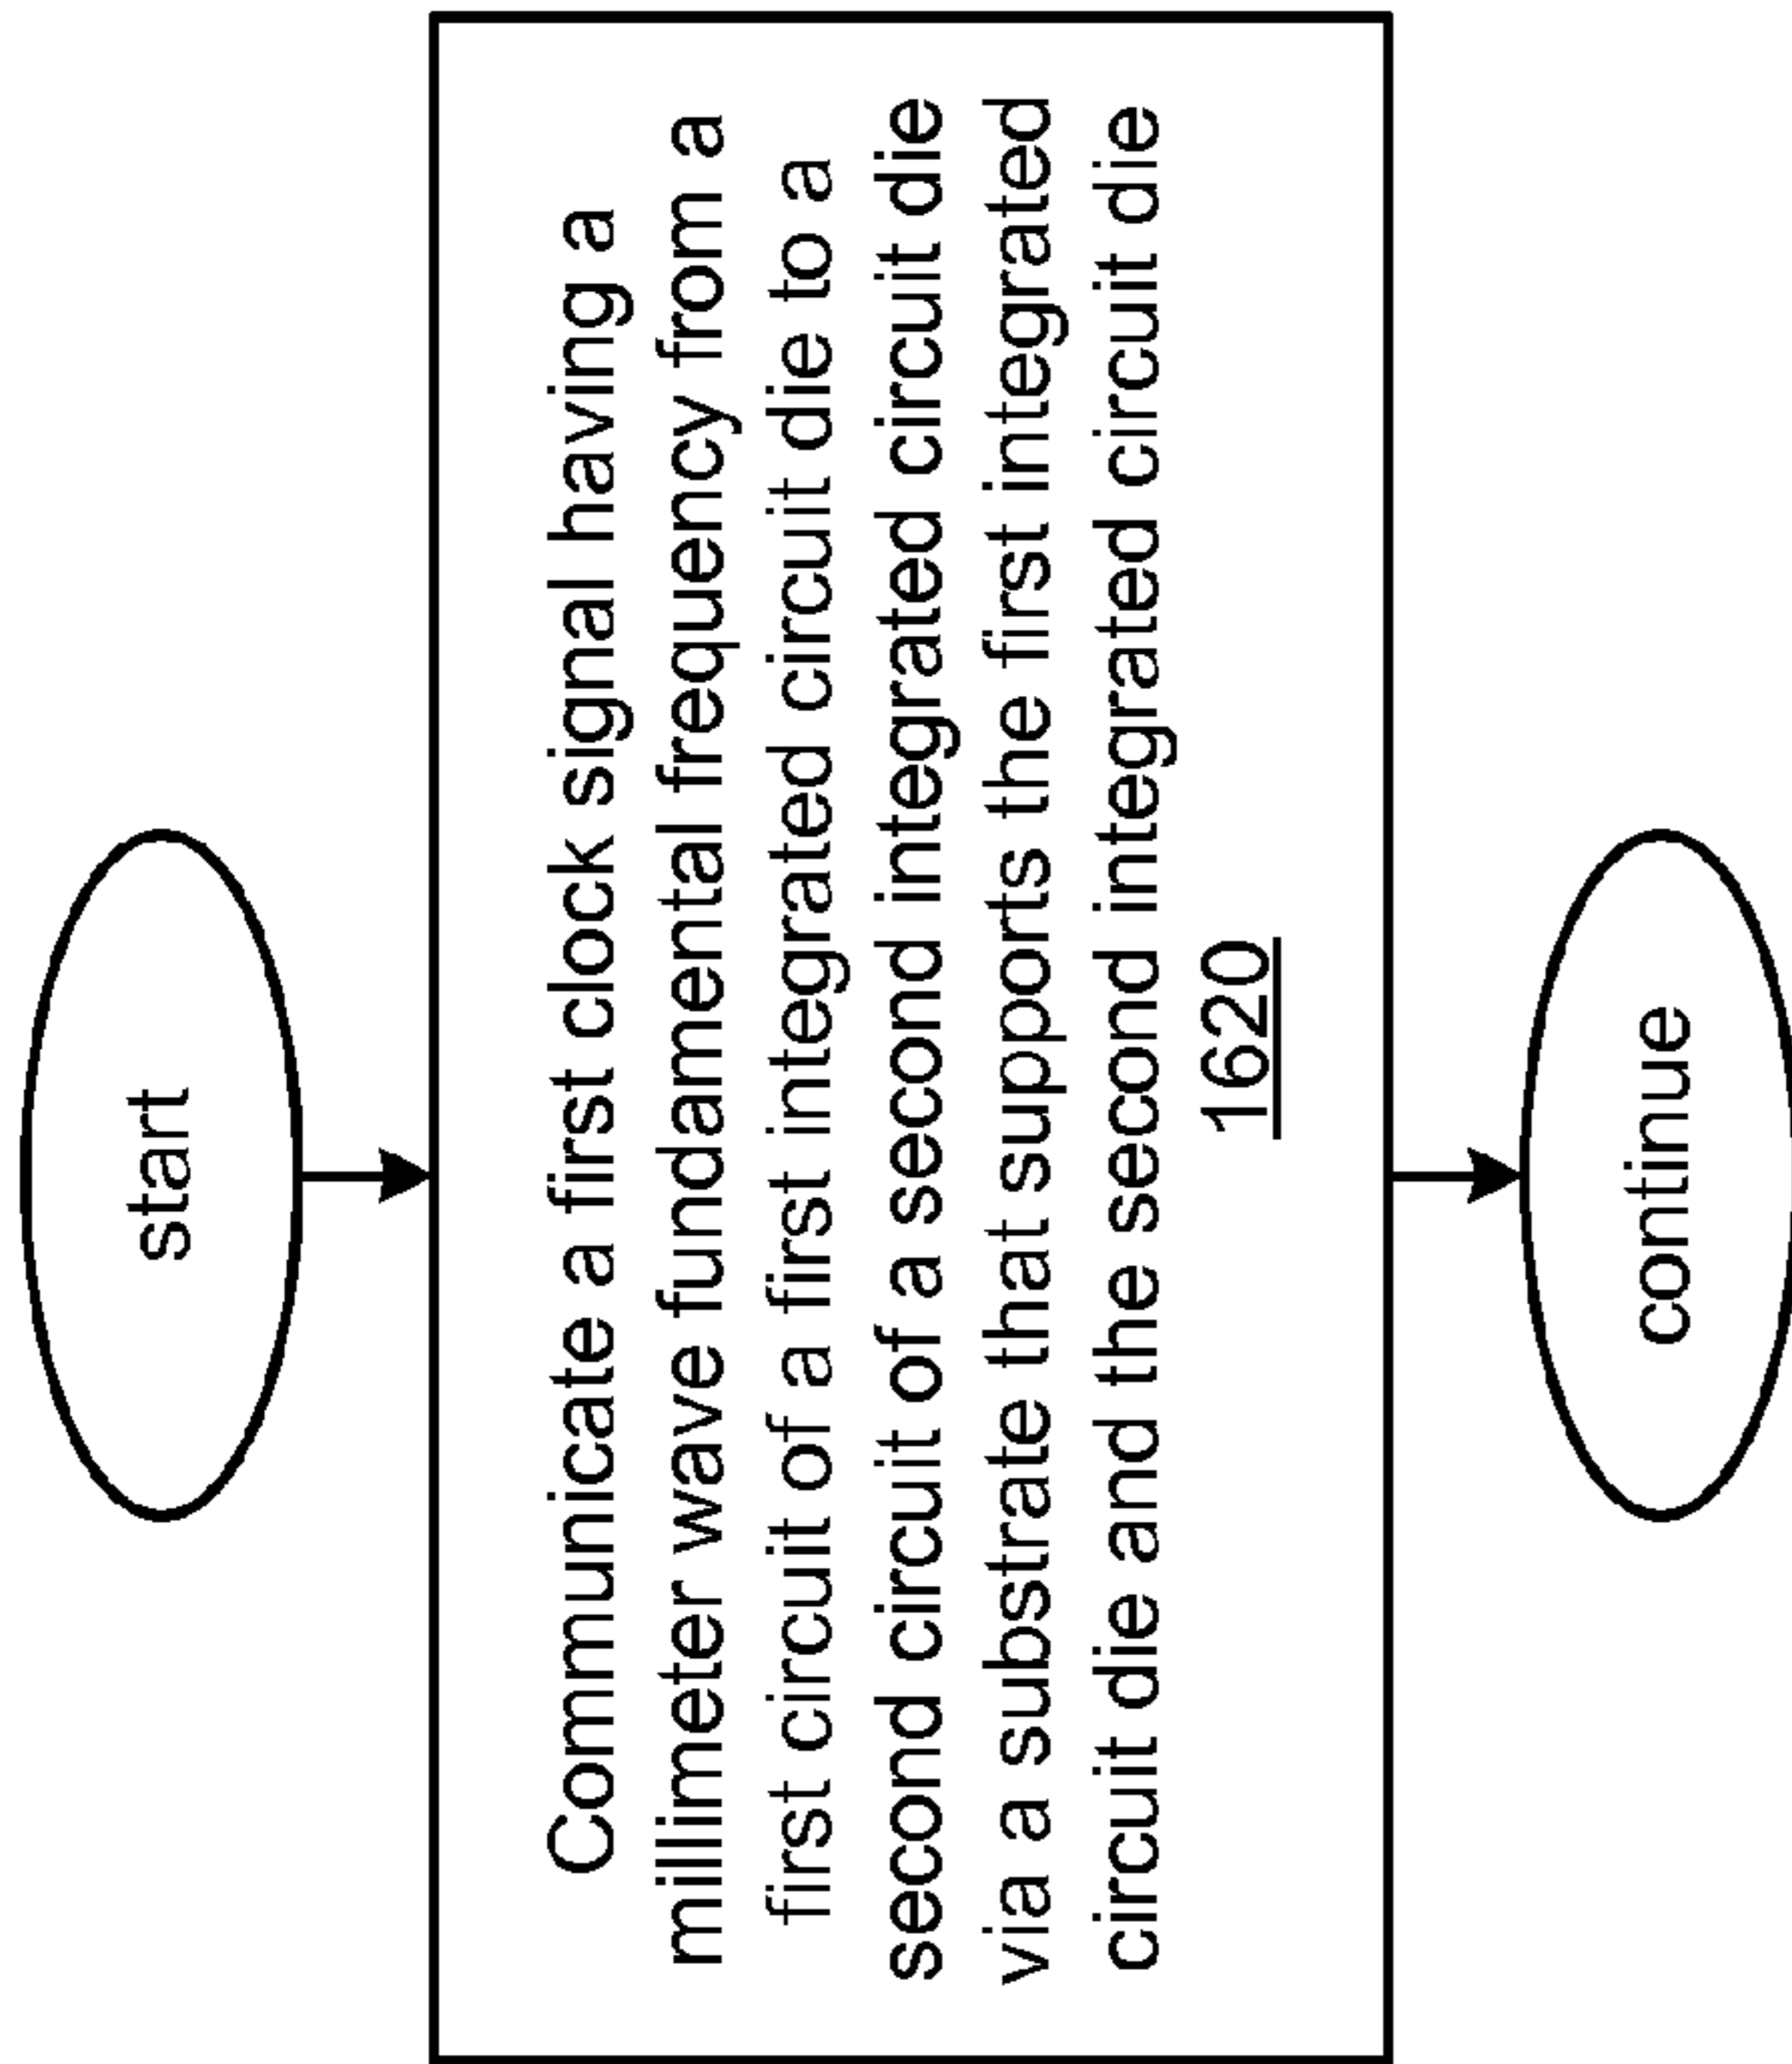 start
Communicate a first clock signal having a
millimeter wave fundamental frequency from a
first circuit of a first integrated circuit die to a
second circuit of a second integrated circuit die
via a substrate that supports the first integrated
circuit die and the second integrated circuit die
1620
continue